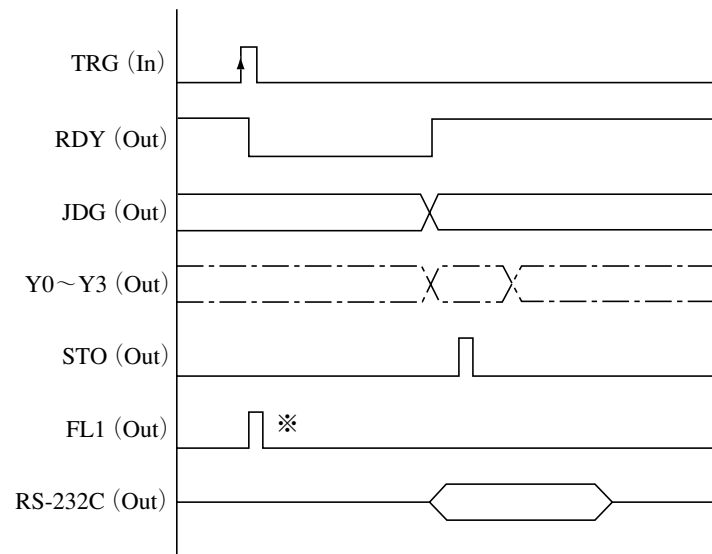 TRG (In)
RDY (Out)
JDG (Out)
Y0～Y3 (Out)
STO (Out)
FL1 (Out) ※
RS-232C (Out)